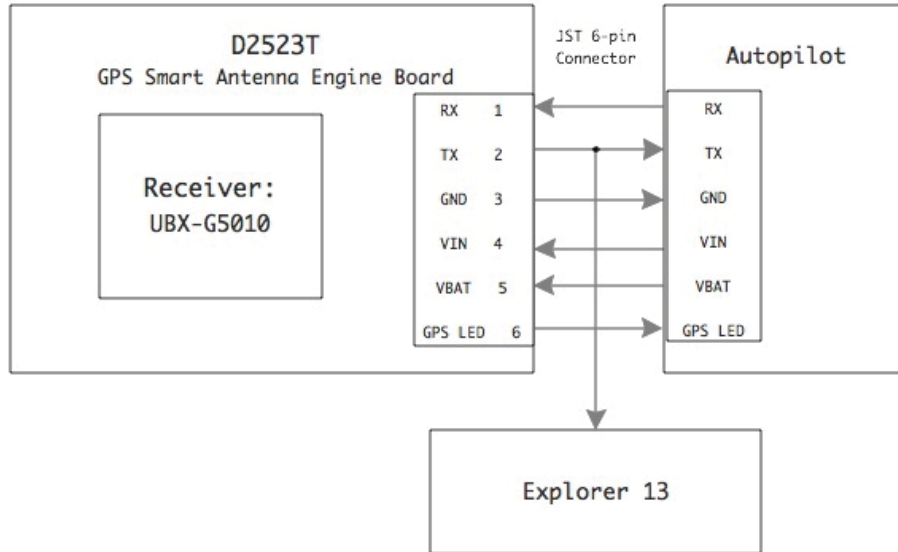 D2523T
GPS Smart Antenna Engine Board
Receiver:
UBX-G5010
RX 1
TX 2
GND 3
VIN 4
VBAT 5
GPS LED 6
JST 6-pin
Connector
Autopilot
RX
TX
GND
VIN
VBAT
GPS LED
Explorer 13